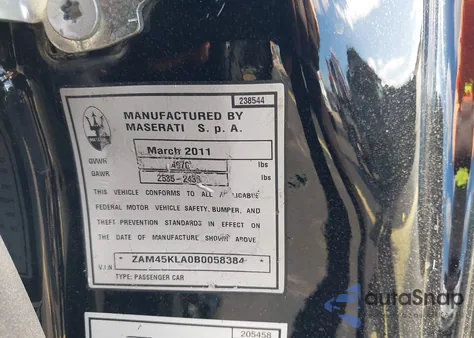 238544
MANUFACTURED BY
MASERATI S. p. A.
March 2011
GVWR lbs
GAWR lbs
THIS VEHICLE CONFORMS TO ALL APPLICABLE
FEDERAL MOTOR VEHICLE SAFETY, BUMPER, AND
THEFT PREVENTION STANDARDS IN EFFECT ON
THE DATE OF MANUFACTURE SHOWN ABOVE
V.I.N. * ZAM45KLA0B0058384 *
TYPE: PASSENGER CAR
205458
autoSnap